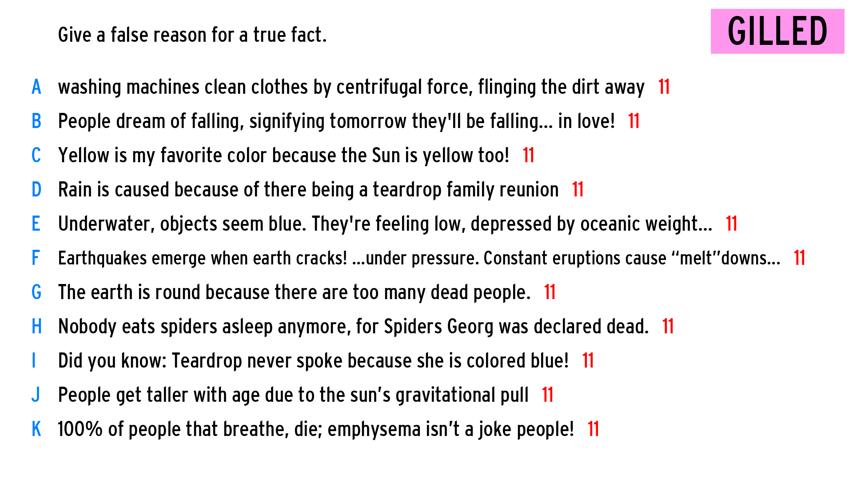 Give a false reason for a true fact.
GILLED
A washing machines clean clothes by centrifugal force, flinging the dirt away 11
B People dream of falling, signifying tomorrow they'll be falling... in love! 11
C Yellow is my favorite color because the Sun is yellow too! 11
D Rain is caused because of there being a teardrop family reunion 11
E Underwater, objects seem blue. They're feeling low, depressed by oceanic weight... 11
F Earthquakes emerge when earth cracks! ...under pressure. Constant eruptions cause “melt”downs... 11
G The earth is round because there are too many dead people. 11
H Nobody eats spiders asleep anymore, for Spiders Georg was declared dead. 11
I Did you know: Teardrop never spoke because she is colored blue! 11
J People get taller with age due to the sun’s gravitational pull 11
K 100% of people that breathe, die; emphysema isn’t a joke people! 11